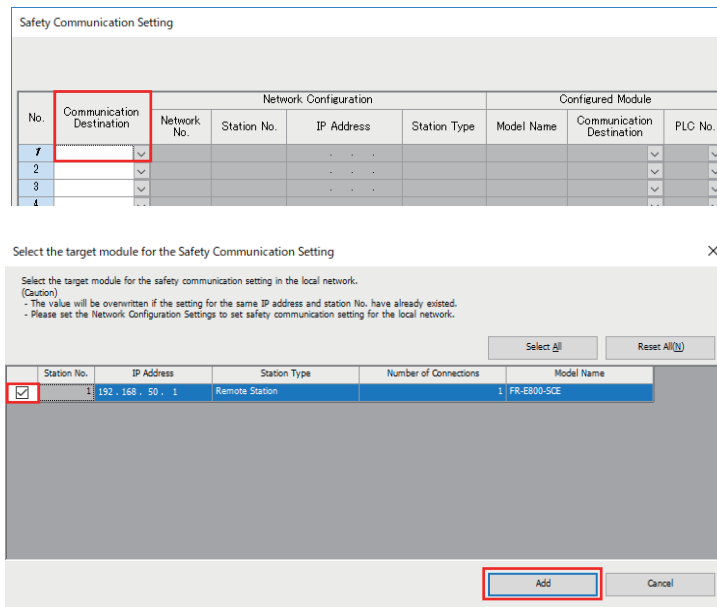 Safety Communication Setting
Network Configuration Configured Module
No. Communication Destination Network No. Station No. IP Address Station Type Model Name Communication Destination PLC No.
1 . . .
2 . . .
3 . . .
4
Select the target module for the Safety Communication Setting
Select the target module for the safety communication setting in the local network.
(Caution)
- The value will be overwritten if the setting for the same IP address and station No. have already existed.
- Please set the Network Configuration Settings to set safety communication setting for the local network.
Select All Reset All(N)
Station No. IP Address Station Type Number of Connections Model Name
1 192 . 168 . 50 . 1 Remote Station 1 FR-E800-SCE
Add Cancel